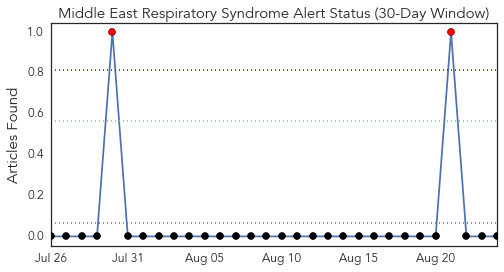 Middle East Respiratory Syndrome Alert Status (30-Day Window)
Articles Found
1.0
0.8
0.6
0.4
0.2
0.0
Jul 26 Jul 31 Aug 05 Aug 10 Aug 15 Aug 20